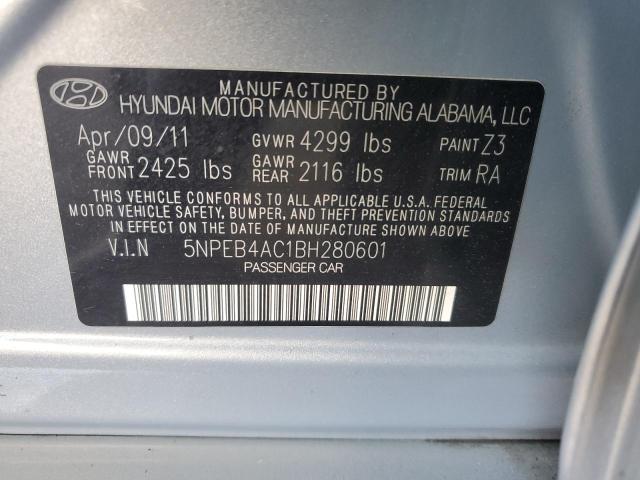 MANUFACTURED BY
HYUNDAI MOTOR MANUFACTURING ALABAMA, LLC
Apr/09/11 GVWR 4299 lbs PAINT Z3
GAWR FRONT 2425 lbs GAWR REAR 2116 lbs TRIM RA
THIS VEHICLE CONFORMS TO ALL APPLICABLE U.S.A. FEDERAL
MOTOR VEHICLE SAFETY, BUMPER, AND THEFT PREVENTION STANDARDS
IN EFFECT ON THE DATE OF MANUFACTURE SHOWN ABOVE.
V.I.N 5NPEB4AC1BH280601
PASSENGER CAR